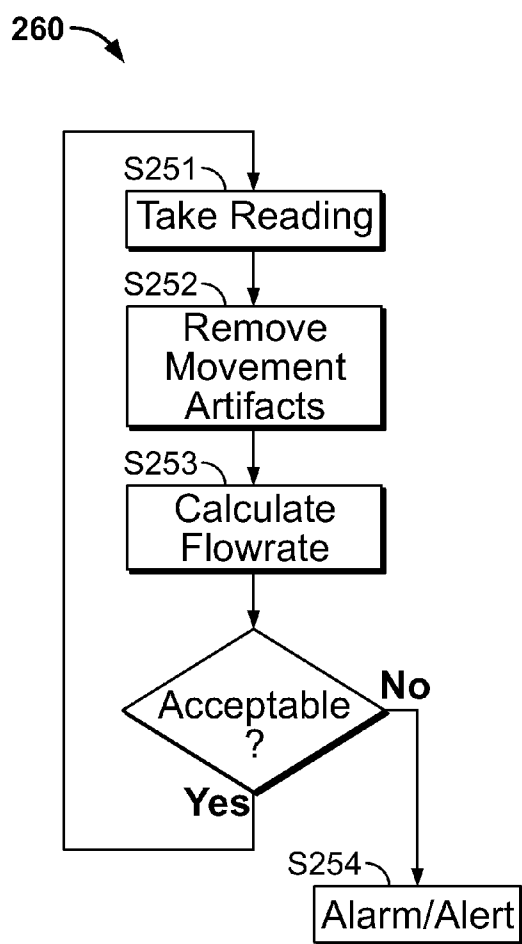 260
S251
Take Reading
S252
Remove
Movement
Artifacts
S253
Calculate
Flowrate
Acceptable
?
No
Yes
S254
Alarm/Alert